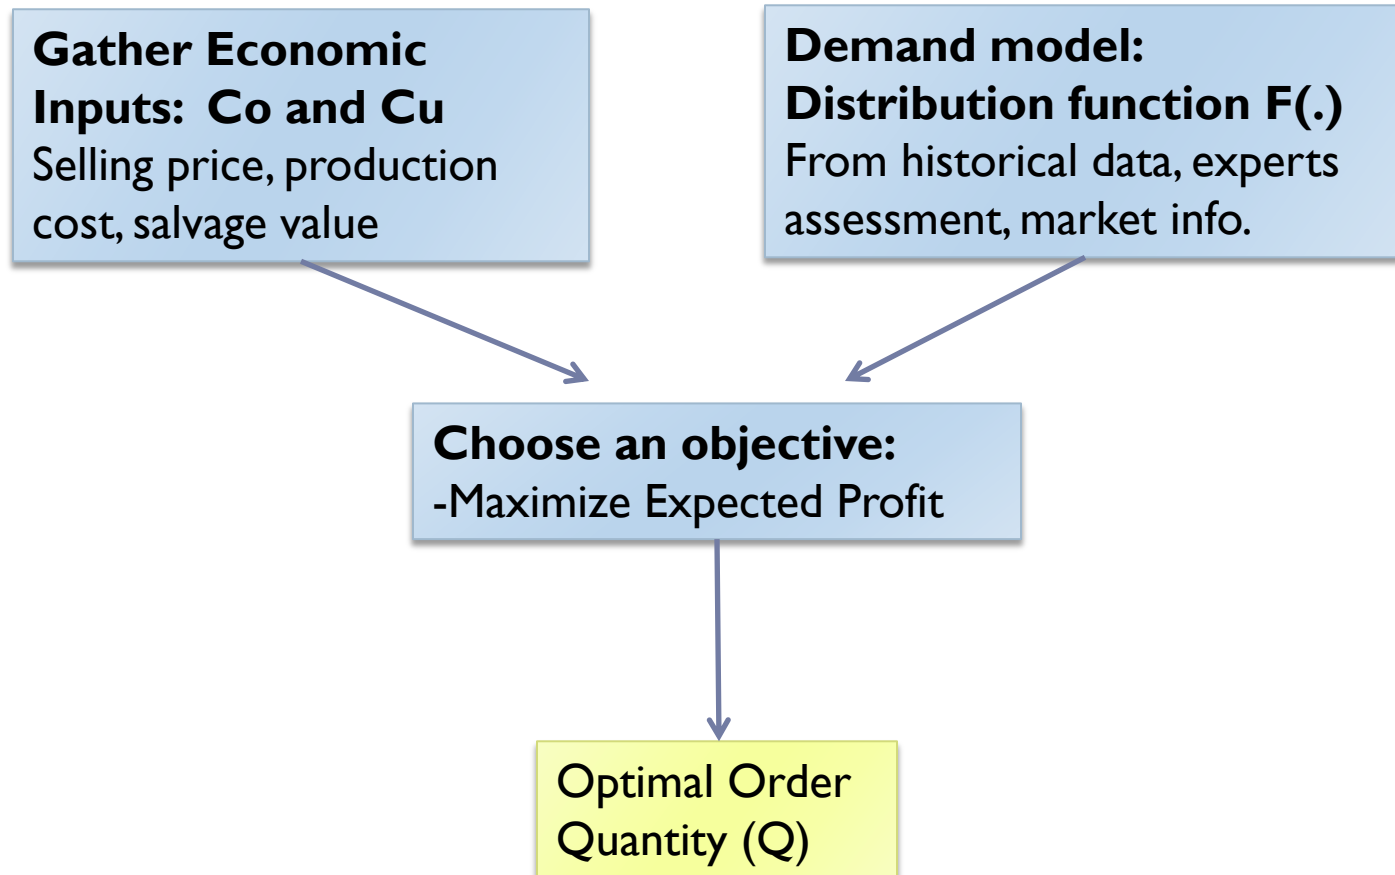 Gather Economic
Inputs:  Co and Cu
Selling price, production
cost, salvage value
Demand model:
Distribution function F(.)
From historical data, experts
assessment, market info.
Choose an objective:
-Maximize Expected Profit
Optimal Order
Quantity (Q)